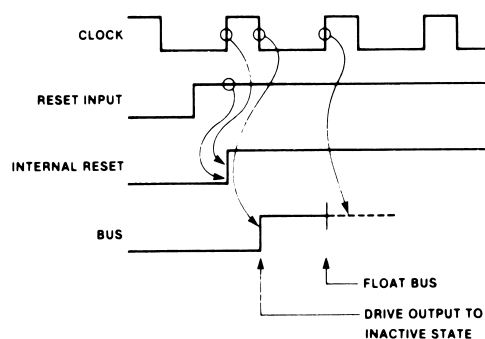 CLOCK
RESET INPUT
INTERNAL RESET
BUS
FLOAT BUS
DRIVE OUTPUT TO
INACTIVE STATE